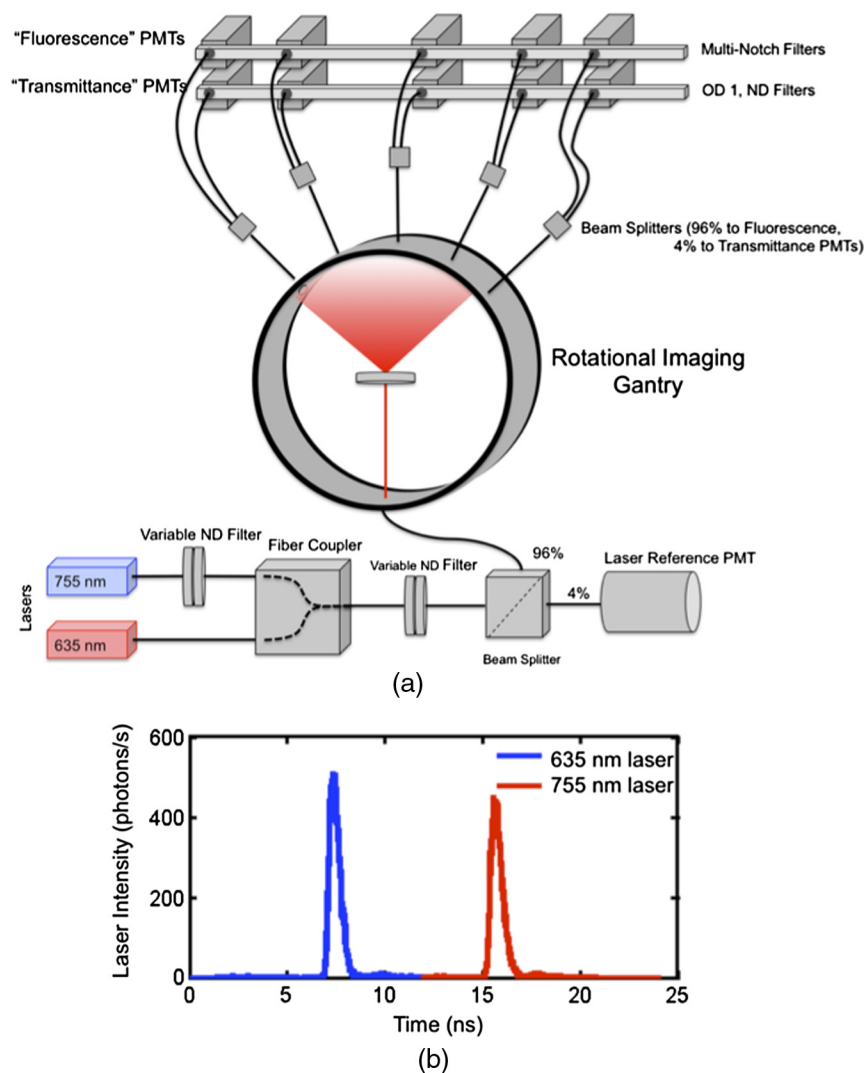 “Fluorescence” PMTs
Multi-Notch Filters
“Transmittance” PMTs
OD 1, ND Filters
Beam Splitters (96% to Fluorescence,
4% to Transmittance PMTs)
Rotational Imaging
Gantry
Lasers
755 nm
635 nm
Variable ND Filter
Fiber Coupler
Variable ND Filter
96%
4%
Laser Reference PMT
Beam Splitter
(a)
Laser Intensity (photons/s)
600
400
200
0
635 nm laser
755 nm laser
0 5 10 15 20 25
Time (ns)
(b)